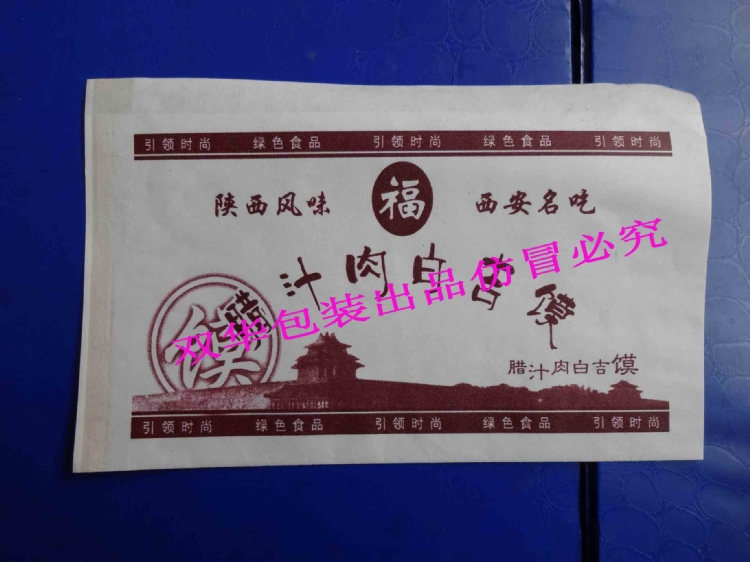 引领时尚 绿色食品 引领时尚 绿色食品 引领时尚
陕西风味 福 西安名吃
腊汁肉白吉馍
双华包装出品仿冒必究
馍
腊汁肉白吉馍
引领时尚 绿色食品 引领时尚 绿色食品 引领时尚